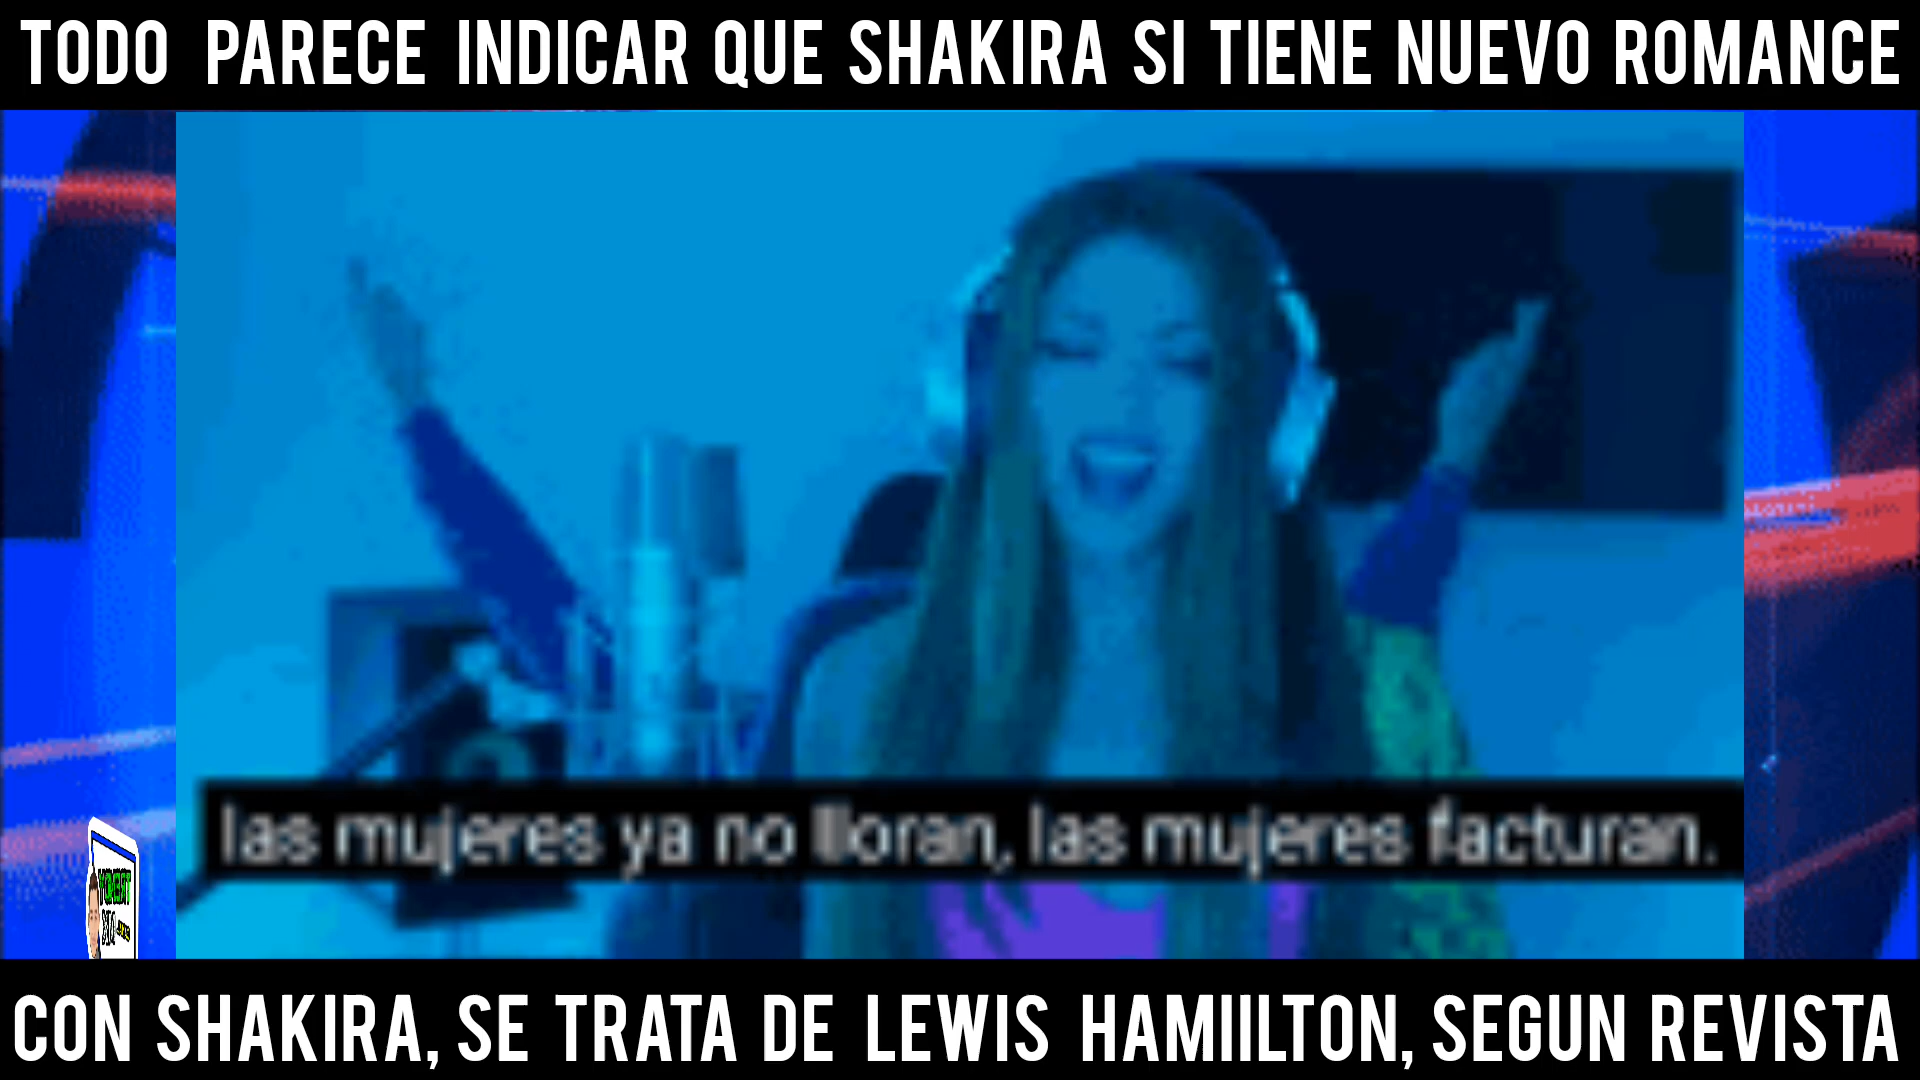 TODO PARECE INDICAR QUE SHAKIRA SI TIENE NUEVO ROMANCE
las mujeres ya no lloran, las mujeres facturan.
CON SHAKIRA, SE TRATA DE LEWIS HAMIILTON, SEGUN REVISTA